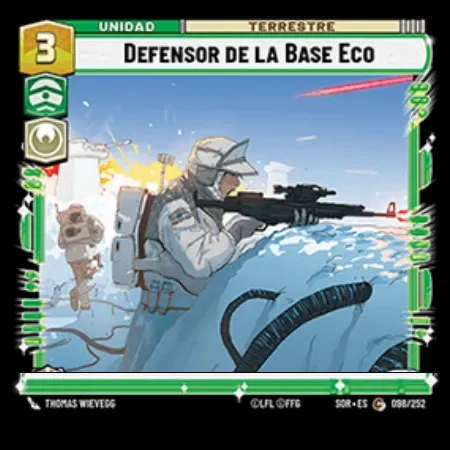 UNIDAD
TERRESTRE
3
DEFENSOR DE LA BASE ECO
THOMAS WIEVEGG
©LFL ©FFG
SOR • ES
C
098/252